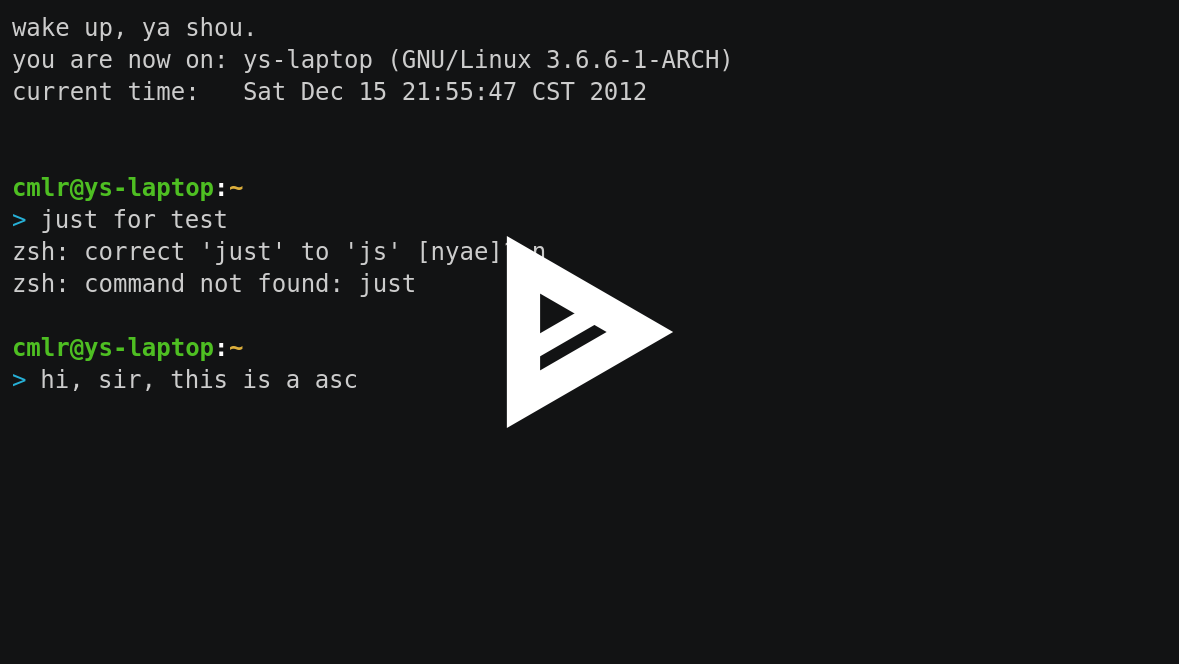 wake up, ya shou.
you are now on: ys-laptop (GNU/Linux 3.6.6-1-ARCH)
current time:   Sat Dec 15 21:55:47 CST 2012
cmlr@ys-laptop:~
> just for test
zsh: correct 'just' to 'js' [nyae]? n
zsh: command not found: just
cmlr@ys-laptop:~
> hi, sir, this is a asc